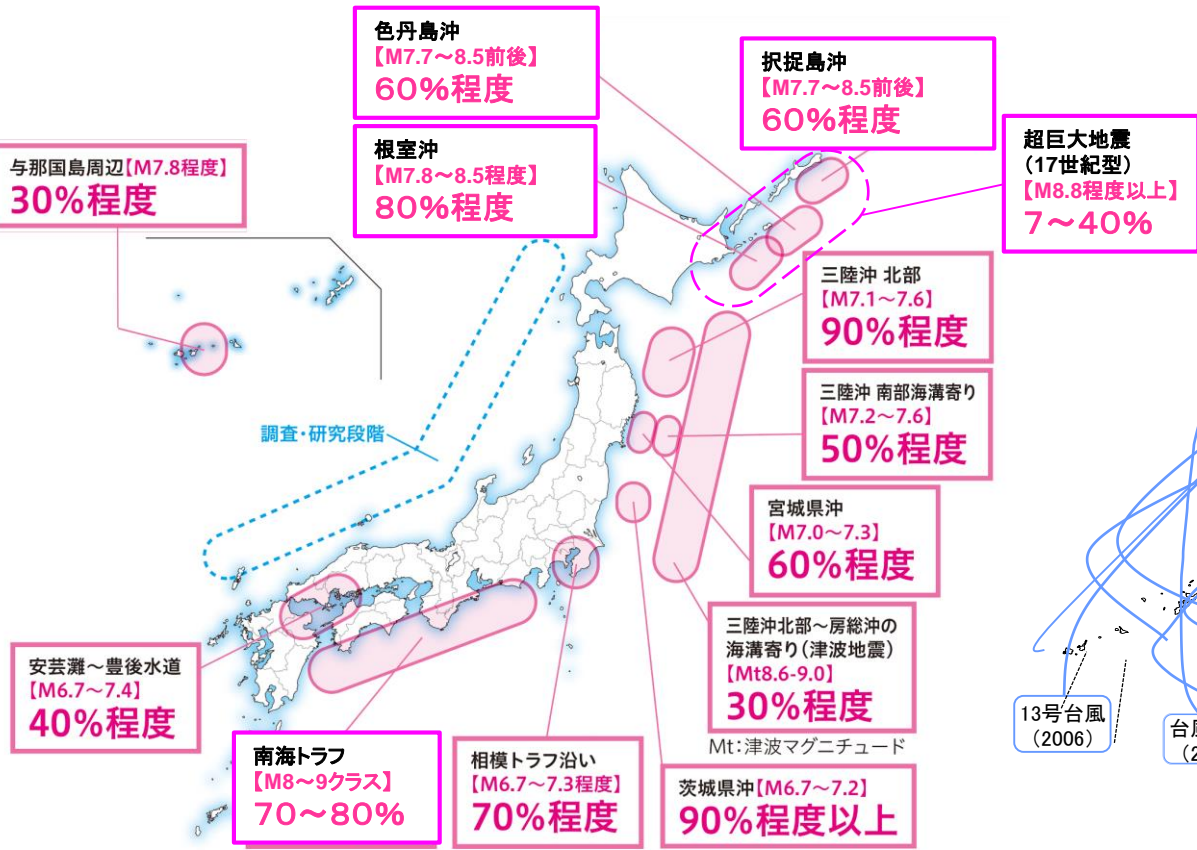 色丹島沖
【M7.7～8.5前後】
60%程度
択捉島沖
【M7.7～8.5前後】
60%程度
超巨大地震
（17世紀型）
【M8.8程度以上】
7～40%
根室沖
【M7.8～8.5程度】
80%程度
与那国島周辺【M7.8程度】
30%程度
三陸沖 北部
【M7.1～7.6】
90%程度
三陸沖 南部海溝寄り
【M7.2～7.6】
50%程度
調査・研究段階
宮城県沖
【M7.0～7.3】
60%程度
三陸沖北部～房総沖の
海溝寄り（津波地震）
【Mt8.6-9.0】
30%程度
Mt：津波マグニチュード
安芸灘～豊後水道
【M6.7～7.4】
40%程度
南海トラフ
【M8～9クラス】
70～80%
相模トラフ沿い
【M6.7～7.3程度】
70%程度
茨城県沖【M6.7～7.2】
90%程度以上
13号台風
（2006）
台
（2